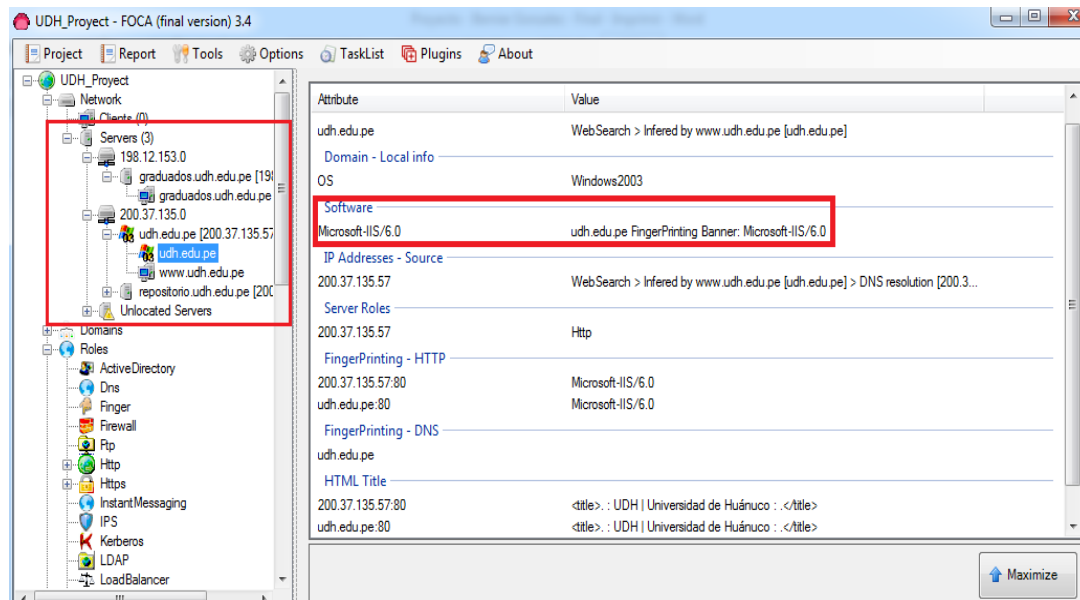 UDH_Proyect - FOCA (final version) 3.4
Project Report Tools Options TaskList Plugins About
UDH_Proyect
Network
Clients (0)
Servers (3)
198.12.153.0
graduados.udh.edu.pe [198
graduados.udh.edu.pe
200.37.135.0
udh.edu.pe [200.37.135.57
udh.edu.pe
www.udh.edu.pe
repositorio.udh.edu.pe [200
Unlocated Servers
Domains
Roles
ActiveDirectory
Dns
Finger
Firewall
Ftp
Http
Https
InstantMessaging
IPS
Kerberos
LDAP
LoadBalancer
Attribute Value
udh.edu.pe WebSearch > Infered by www.udh.edu.pe [udh.edu.pe]
Domain - Local info
OS Windows2003
Software
Microsoft-IIS/6.0 udh.edu.pe FingerPrinting Banner: Microsoft-IIS/6.0
IP Addresses - Source
200.37.135.57 WebSearch > Infered by www.udh.edu.pe [udh.edu.pe] > DNS resolution [200.3...
Server Roles
200.37.135.57 Http
FingerPrinting - HTTP
200.37.135.57:80 Microsoft-IIS/6.0
udh.edu.pe:80 Microsoft-IIS/6.0
FingerPrinting - DNS
udh.edu.pe
HTML Title
200.37.135.57:80 <title>. : UDH | Universidad de Huánuco : .</title>
udh.edu.pe:80 <title>. : UDH | Universidad de Huánuco : .</title>
Maximize